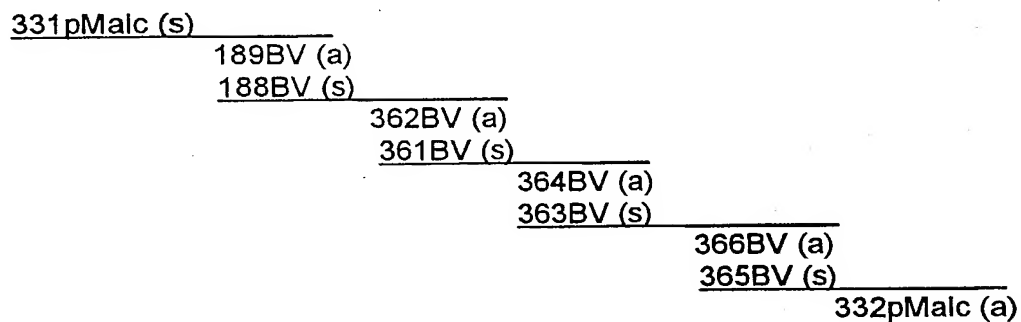 331pMalc (s)
189BV (a)
188BV (s)
362BV (a)
361BV (s)
364BV (a)
363BV (s)
366BV (a)
365BV (s)
332pMalc (a)